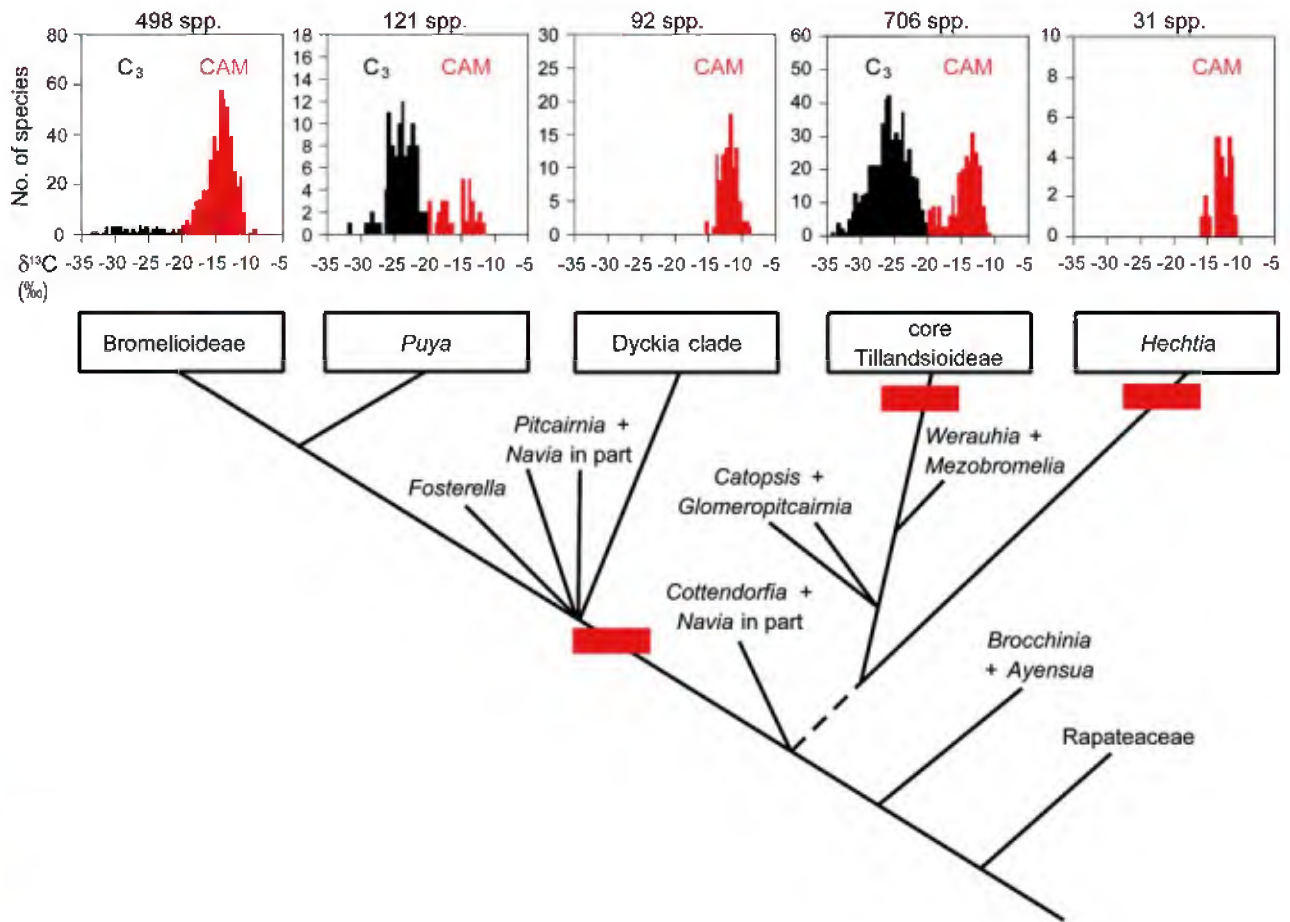 498 spp. 121 spp. 92 spp. 706 spp. 31 spp.
No. of species
80
60
40
20
0
C₃ CAM
18
16
14
12
10
8
6
4
2
0
C₃ CAM
30
25
20
15
10
5
0
CAM
60
50
40
30
20
10
0
C₃ CAM
10
8
6
4
2
0
CAM
δ¹³C -35 -30 -25 -20 -15 -10 -5 -35 -30 -25 -20 -15 -10 -5 -35 -30 -25 -20 -15 -10 -5 -35 -30 -25 -20 -15 -10 -5 -35 -30 -25 -20 -15 -10 -5
(‰)
Bromelioideae
Puya
Dyckia clade
core
Tillandsioideae
Hechtia
Pitcairnia +
Navia in part
Fosterella
Werauhia +
Mezobromelia
Catopsis +
Glomeropitcairnia
Cottendorfia +
Navia in part
Brocchinia
+ Ayensua
Rapateaceae